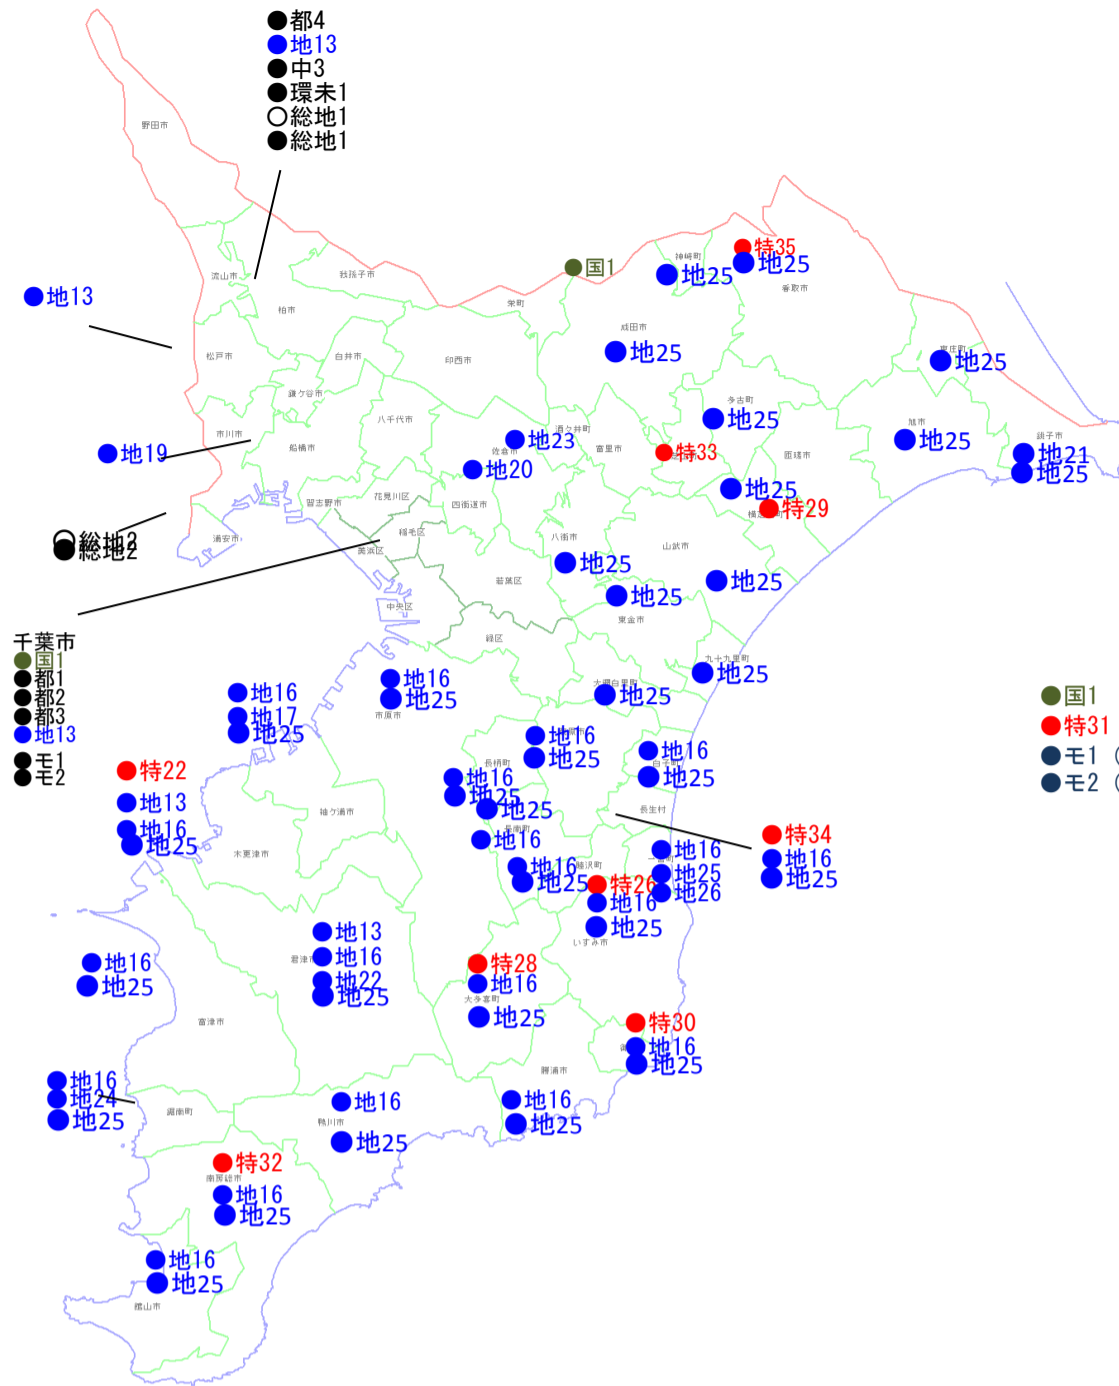 都4
地13
中3
環未1
総地1
総地1
野田市
流山市
我孫子市
柏市
栄町
国1
神崎町
地25
特35
地25
香取市
地13
松戸市
白井市
印西市
成田市
地25
東庄町
地25
鎌ケ谷市
八千代市
市川市
船橋市
地19
佐倉市
地23
地20
酒々井町
富里市
多古町
地25
特33
匝瑳市
旭市
地25
銚子市
地21
地25
地25
特29
習志野市
花見川区
四街道市
浦安市
稲毛区
美浜区
総地2
八街市
山武市
若葉区
地25
地25
中央区
地25
東金市
緑区
千葉市
国1
都1
都2
都3
地13
モ1
モ2
九十九里町
地25
大網白里町
地25
地16
地25
市原市
地16
地17
地25
国1
特31
モ1（
モ2（
地16
地25
地16
白子町
地25
長柄町
地16
地25
地25
長南町
地16
特22
地13
地16
地25
袖ケ浦市
木更津市
長生村
特34
地16
地25
地16
地25
睦沢町
一宮町
地16
地25
地26
特26
地16
地25
いすみ市
地13
地16
君津市
地22
地25
特28
地16
大多喜町
地25
地16
地25
富津市
特30
地16
地25
勝浦市
地16
地25
地16
地24
地25
鋸南町
地16
鴨川市
地25
特32
南房総市
地16
地25
地16
地25
館山市